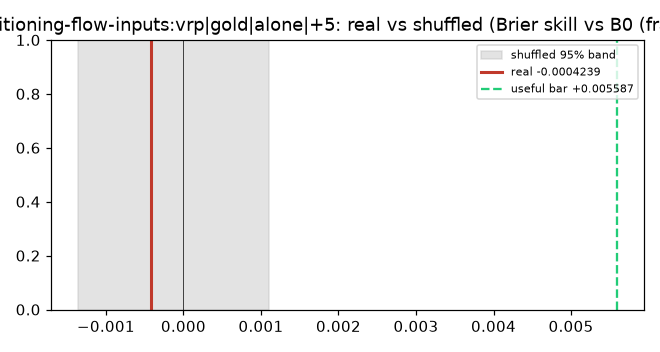 itioning-flow-inputs:vrp|gold|alone|+5: real vs shuffled (Brier skill vs B0 (fr
shuffled 95% band
real -0.0004239
useful bar +0.005587
1.0
0.8
0.6
0.4
0.2
0.0
−0.001 0.000 0.001 0.002 0.003 0.004 0.005